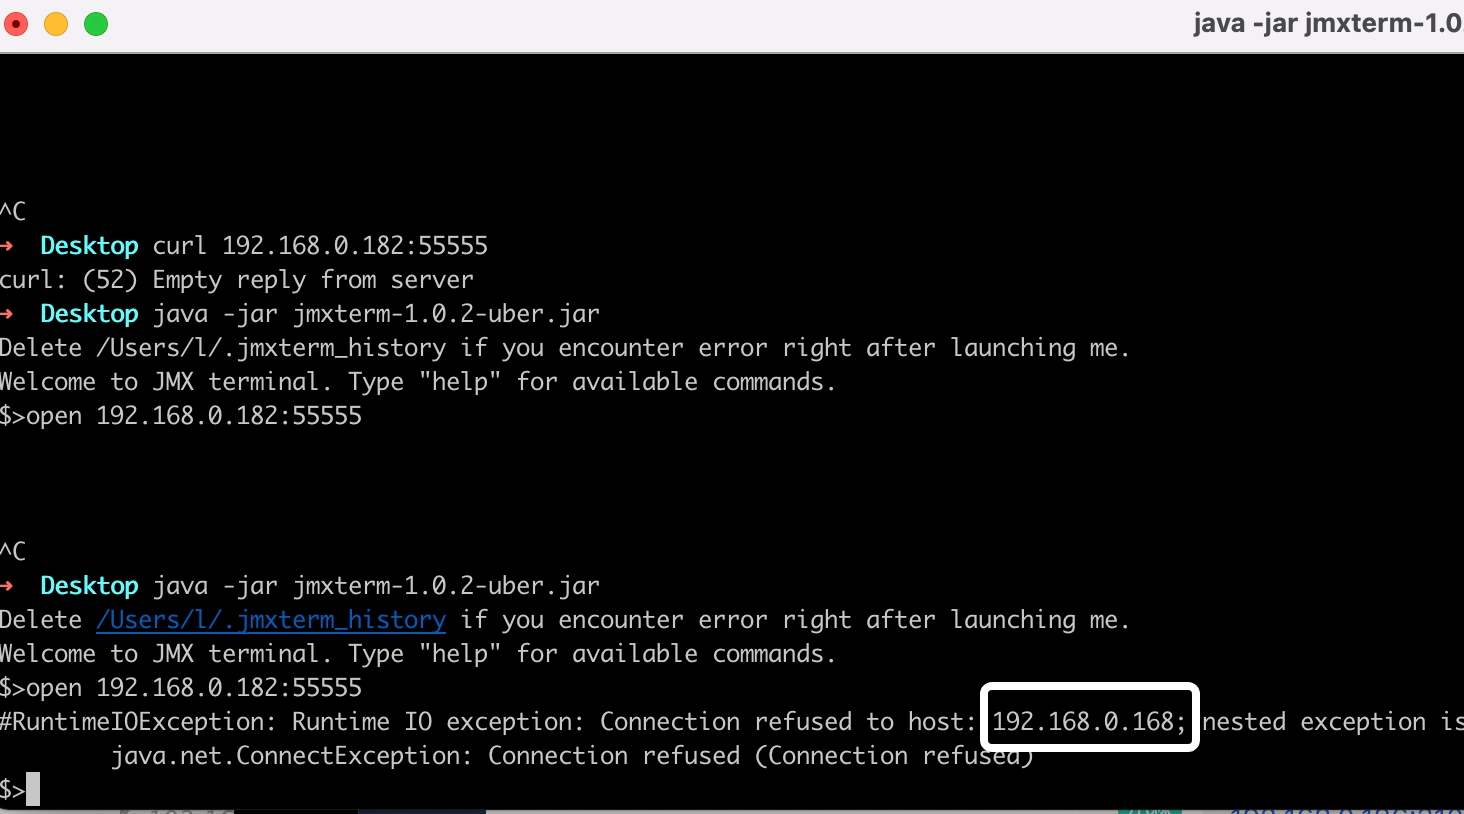 java -jar jmxterm-1.0
^C
→ Desktop curl 192.168.0.182:55555
curl: (52) Empty reply from server
→ Desktop java -jar jmxterm-1.0.2-uber.jar
Delete /Users/l/.jmxterm_history if you encounter error right after launching me.
Welcome to JMX terminal. Type "help" for available commands.
$>open 192.168.0.182:55555
^C
→ Desktop java -jar jmxterm-1.0.2-uber.jar
Delete /Users/l/.jmxterm_history if you encounter error right after launching me.
Welcome to JMX terminal. Type "help" for available commands.
$>open 192.168.0.182:55555
#RuntimeIOException: Runtime IO exception: Connection refused to host: 192.168.0.168; nested exception is
java.net.ConnectException: Connection refused (Connection refused)
$>